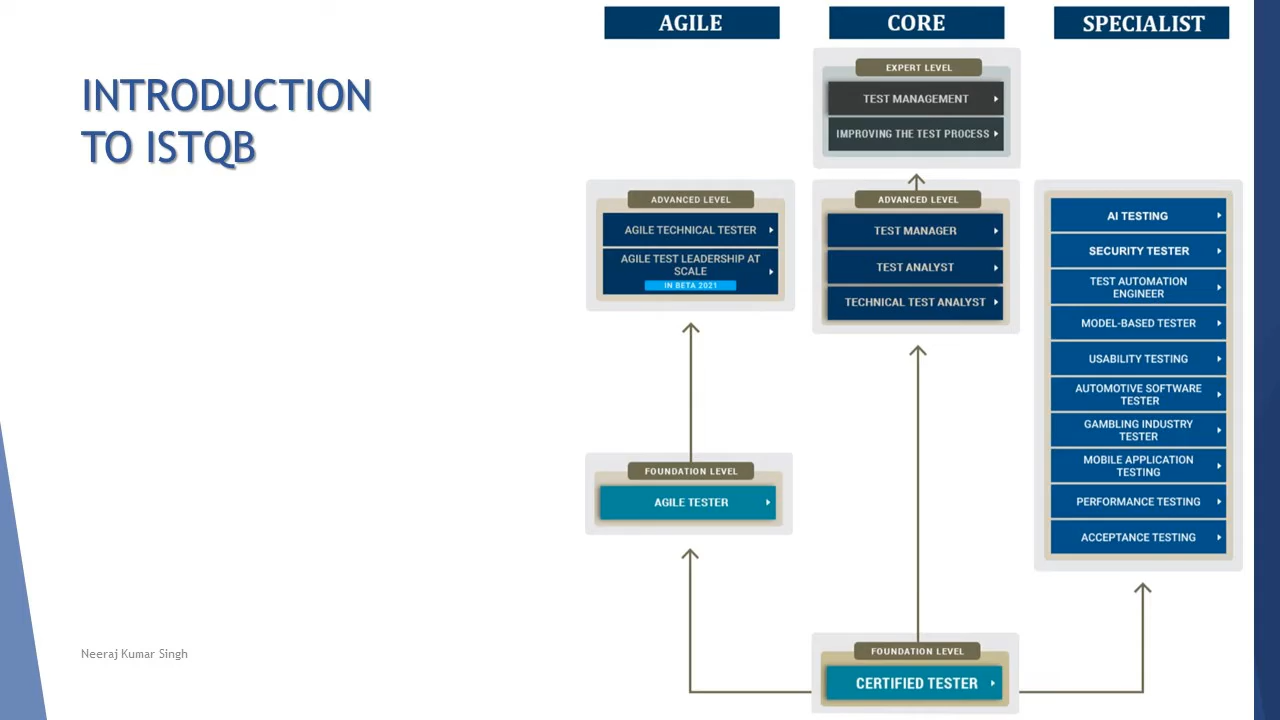 INTRODUCTION
TO ISTQB
AGILE
CORE
SPECIALIST
EXPERT LEVEL
TEST MANAGEMENT
IMPROVING THE TEST PROCESS
ADVANCED LEVEL
AGILE TECHNICAL TESTER
AGILE TEST LEADERSHIP AT
SCALE
IN BETA 2021
ADVANCED LEVEL
TEST MANAGER
TEST ANALYST
TECHNICAL TEST ANALYST
AI TESTING
SECURITY TESTER
TEST AUTOMATION
ENGINEER
MODEL-BASED TESTER
USABILITY TESTING
AUTOMOTIVE SOFTWARE
TESTER
GAMBLING INDUSTRY
TESTER
MOBILE APPLICATION
TESTING
PERFORMANCE TESTING
ACCEPTANCE TESTING
FOUNDATION LEVEL
AGILE TESTER
FOUNDATION LEVEL
CERTIFIED TESTER
Neeraj Kumar Singh